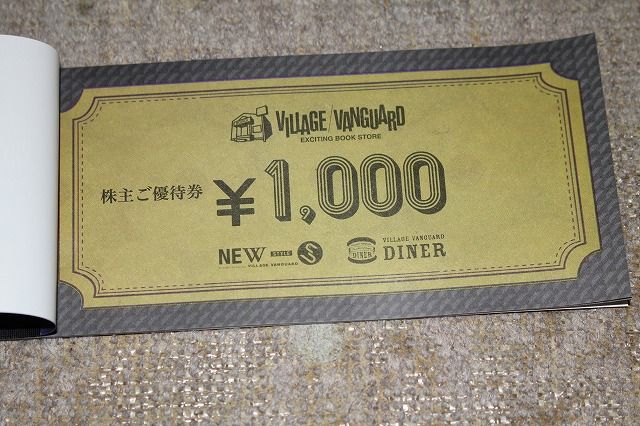 VILLAGE/VANGUARD
EXCITING BOOK STORE
株主ご優待券 ¥1,000
NEW STYLE
VILLAGE VANGUARD
VILLAGE VANGUARD
DINER
DINER